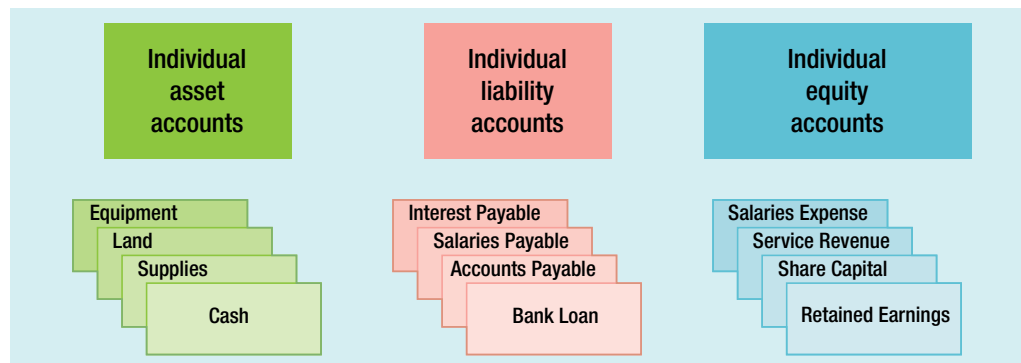 Individual
asset
accounts
Equipment
Land
Supplies
Cash
Individual
liability
accounts
Interest Payable
Salaries Payable
Accounts Payable
Bank Loan
Individual
equity
accounts
Salaries Expense
Service Revenue
Share Capital
Retained Earnings